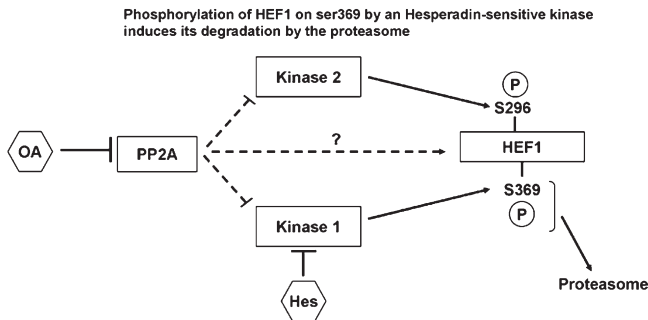 Phosphorylation of HEF1 on ser369 by an Hesperadin-sensitive kinase
induces its degradation by the proteasome
Kinase 2
P
S296
OA
PP2A
?
HEF1
S369
P
Kinase 1
Hes
Proteasome